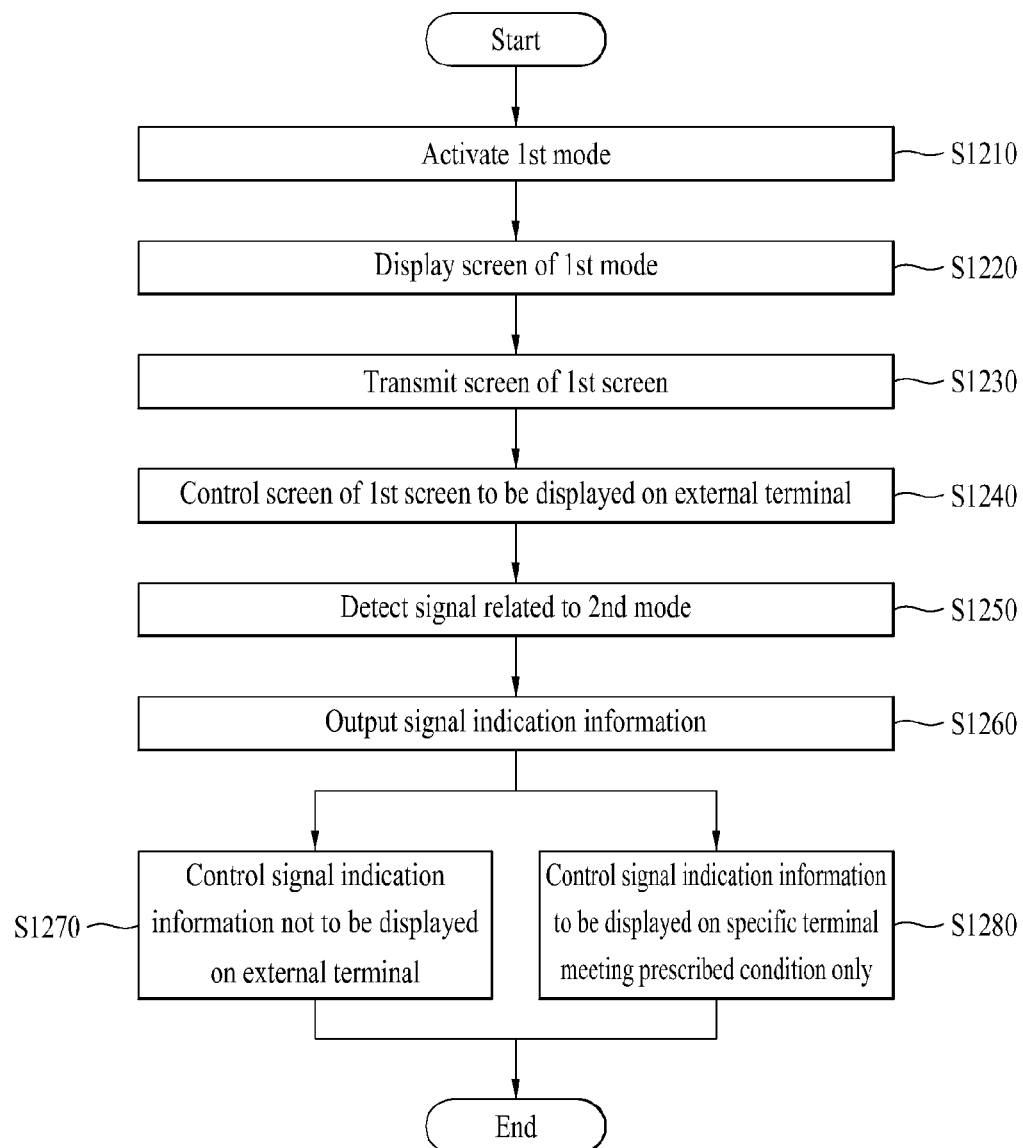 Start
Activate 1st mode
S1210
Display screen of 1st mode
S1220
Transmit screen of 1st screen
S1230
Control screen of 1st screen to be displayed on external terminal
S1240
Detect signal related to 2nd mode
S1250
Output signal indication information
S1260
S1270
Control signal indication
information not to be displayed
on external terminal
Control signal indication information
to be displayed on specific terminal
meeting prescribed condition only
S1280
End